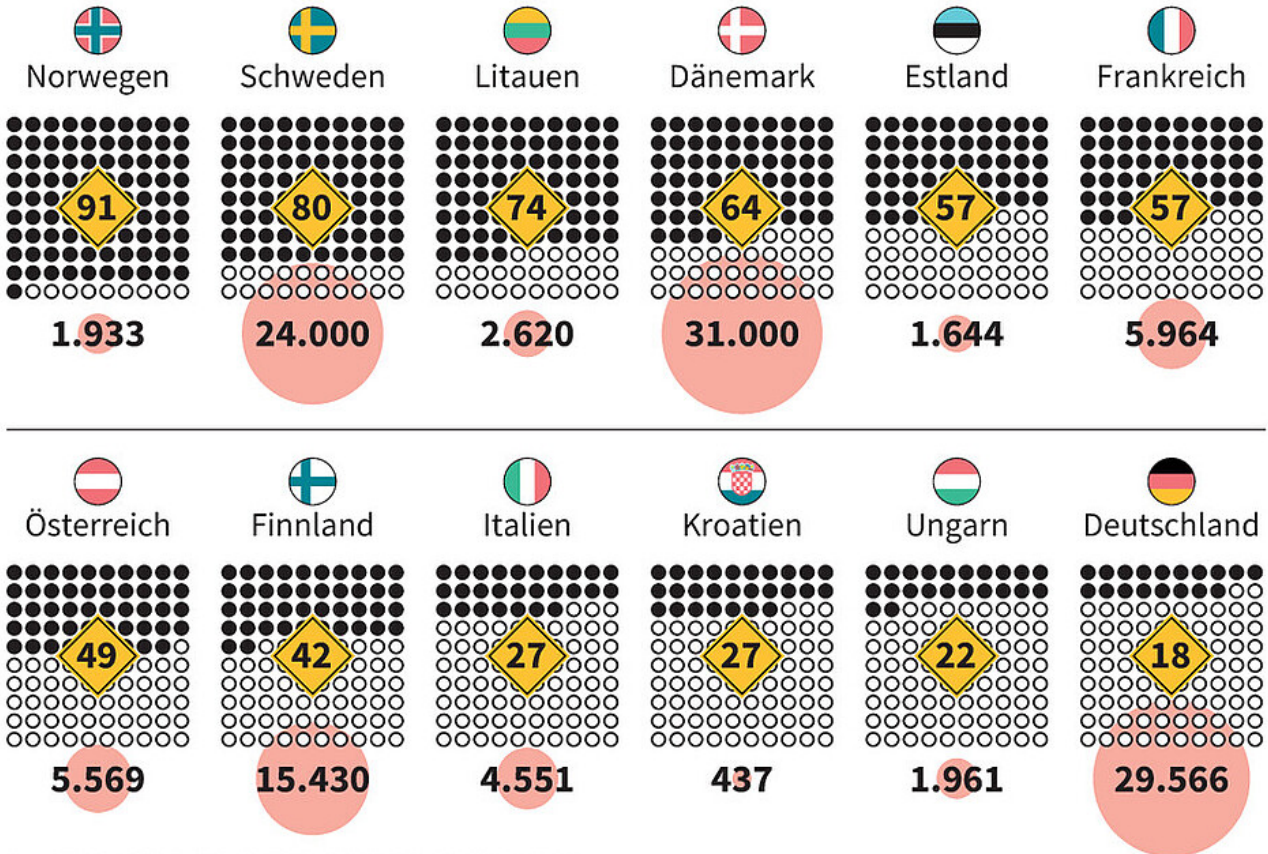 Norwegen Schweden Litauen Dänemark Estland Frankreich
91 80 74 64 57 57
1.933 24.000 2.620 31.000 1.644 5.964
Österreich Finnland Italien Kroatien Ungarn Deutschland
49 42 27 27 22 18
5.569 15.430 4.551 437 1.961 29.566